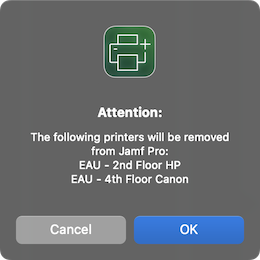 Attention:
The following printers will be removed
from Jamf Pro:
EAU - 2nd Floor HP
EAU - 4th Floor Canon
Cancel
OK